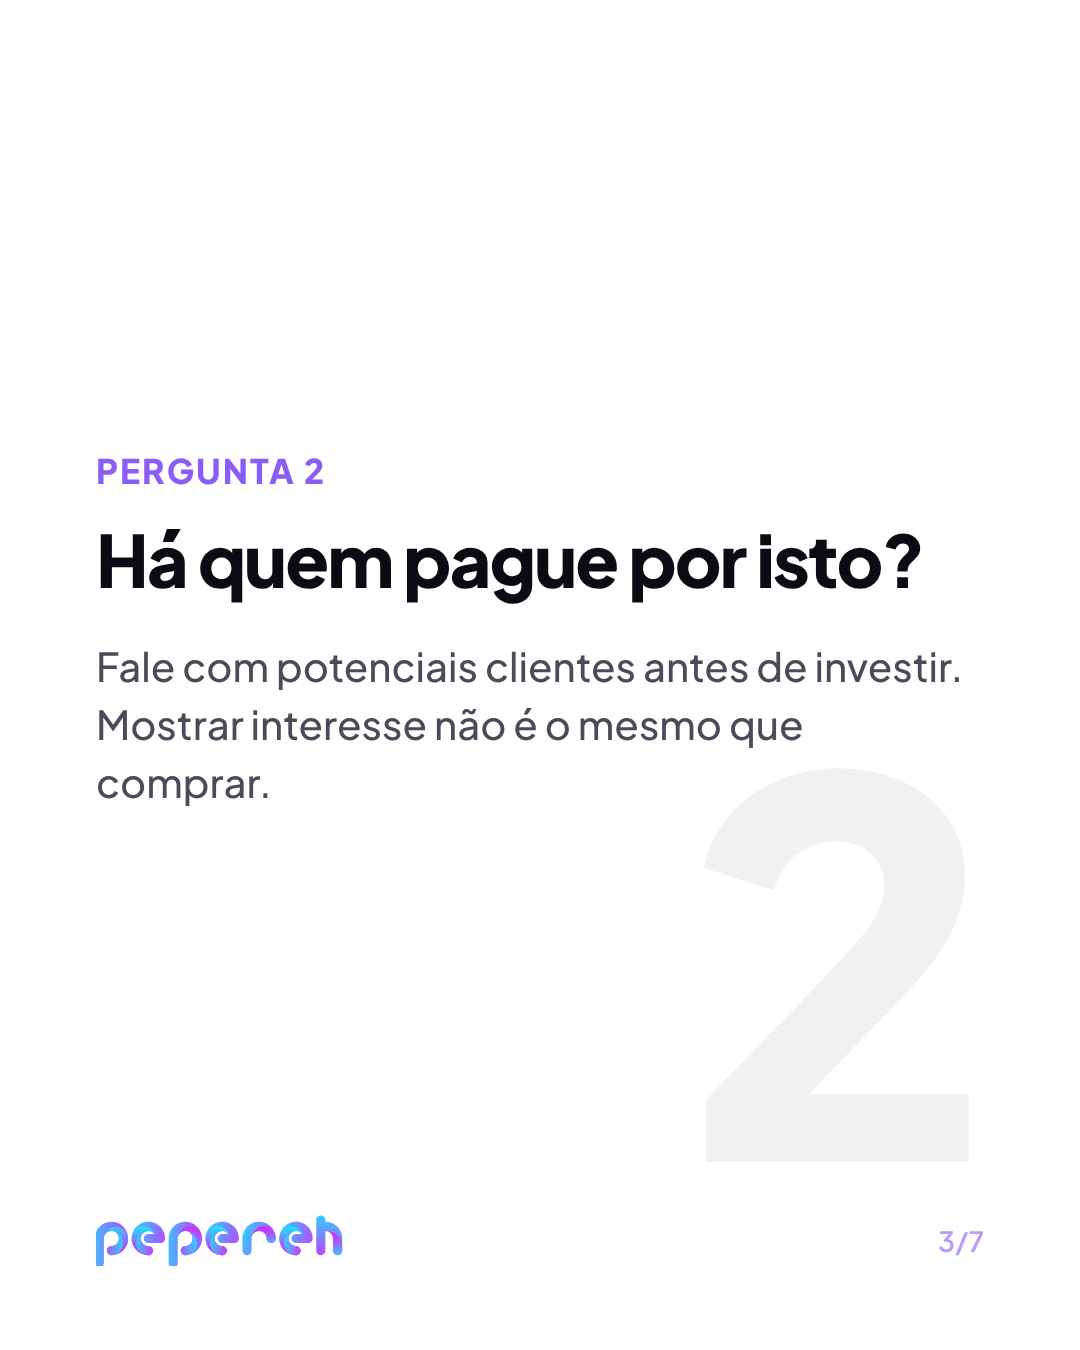 PERGUNTA 2
Há quem pague por isto?
Fale com potenciais clientes antes de investir.
Mostrar interesse não é o mesmo que
comprar.
2
pepereh
3/7